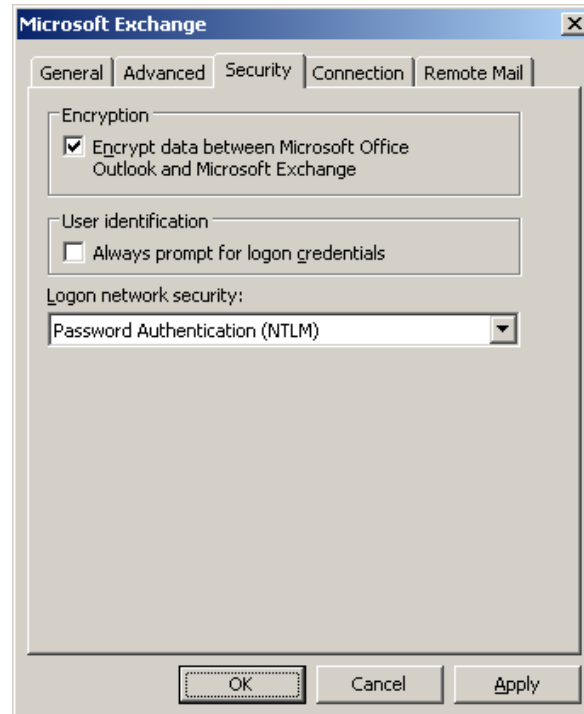 Microsoft Exchange
General Advanced Security Connection Remote Mail
Encryption
Encrypt data between Microsoft Office
Outlook and Microsoft Exchange
User identification
Always prompt for logon credentials
Logon network security:
Password Authentication (NTLM)
OK Cancel Apply